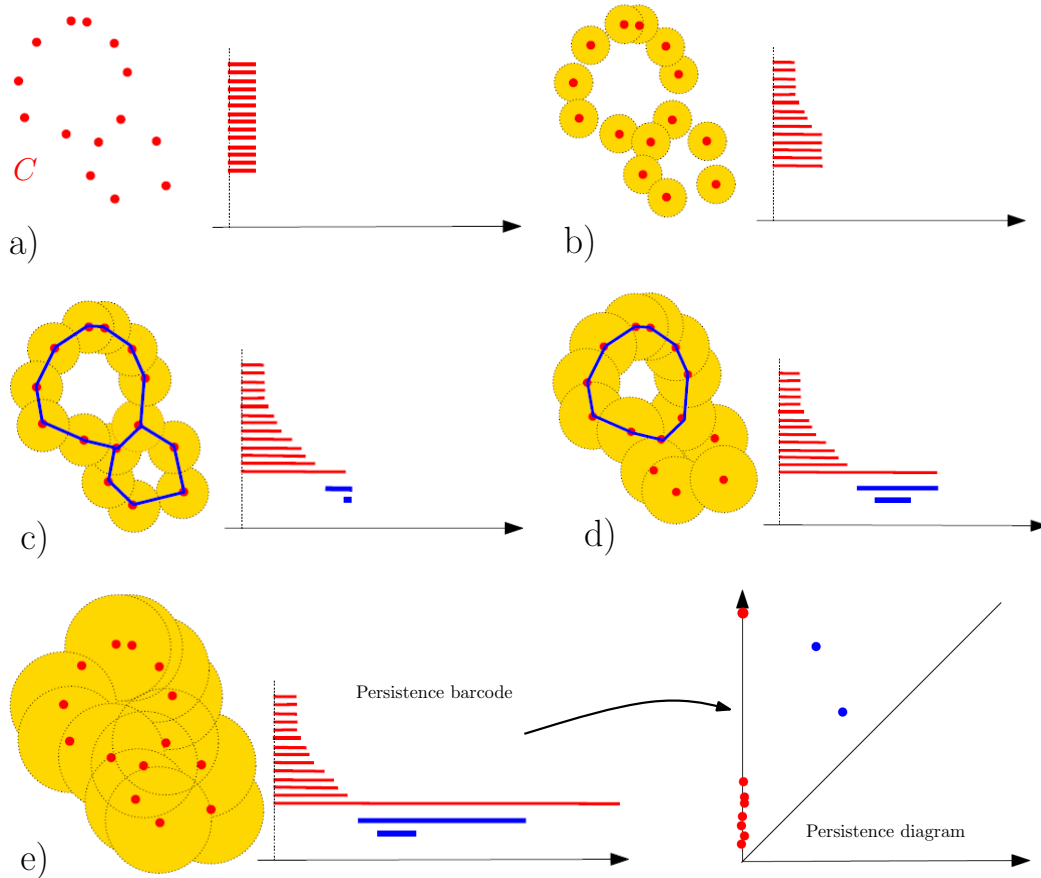 C
a)
b)
c)
d)
e)
Persistence barcode
Persistence diagram